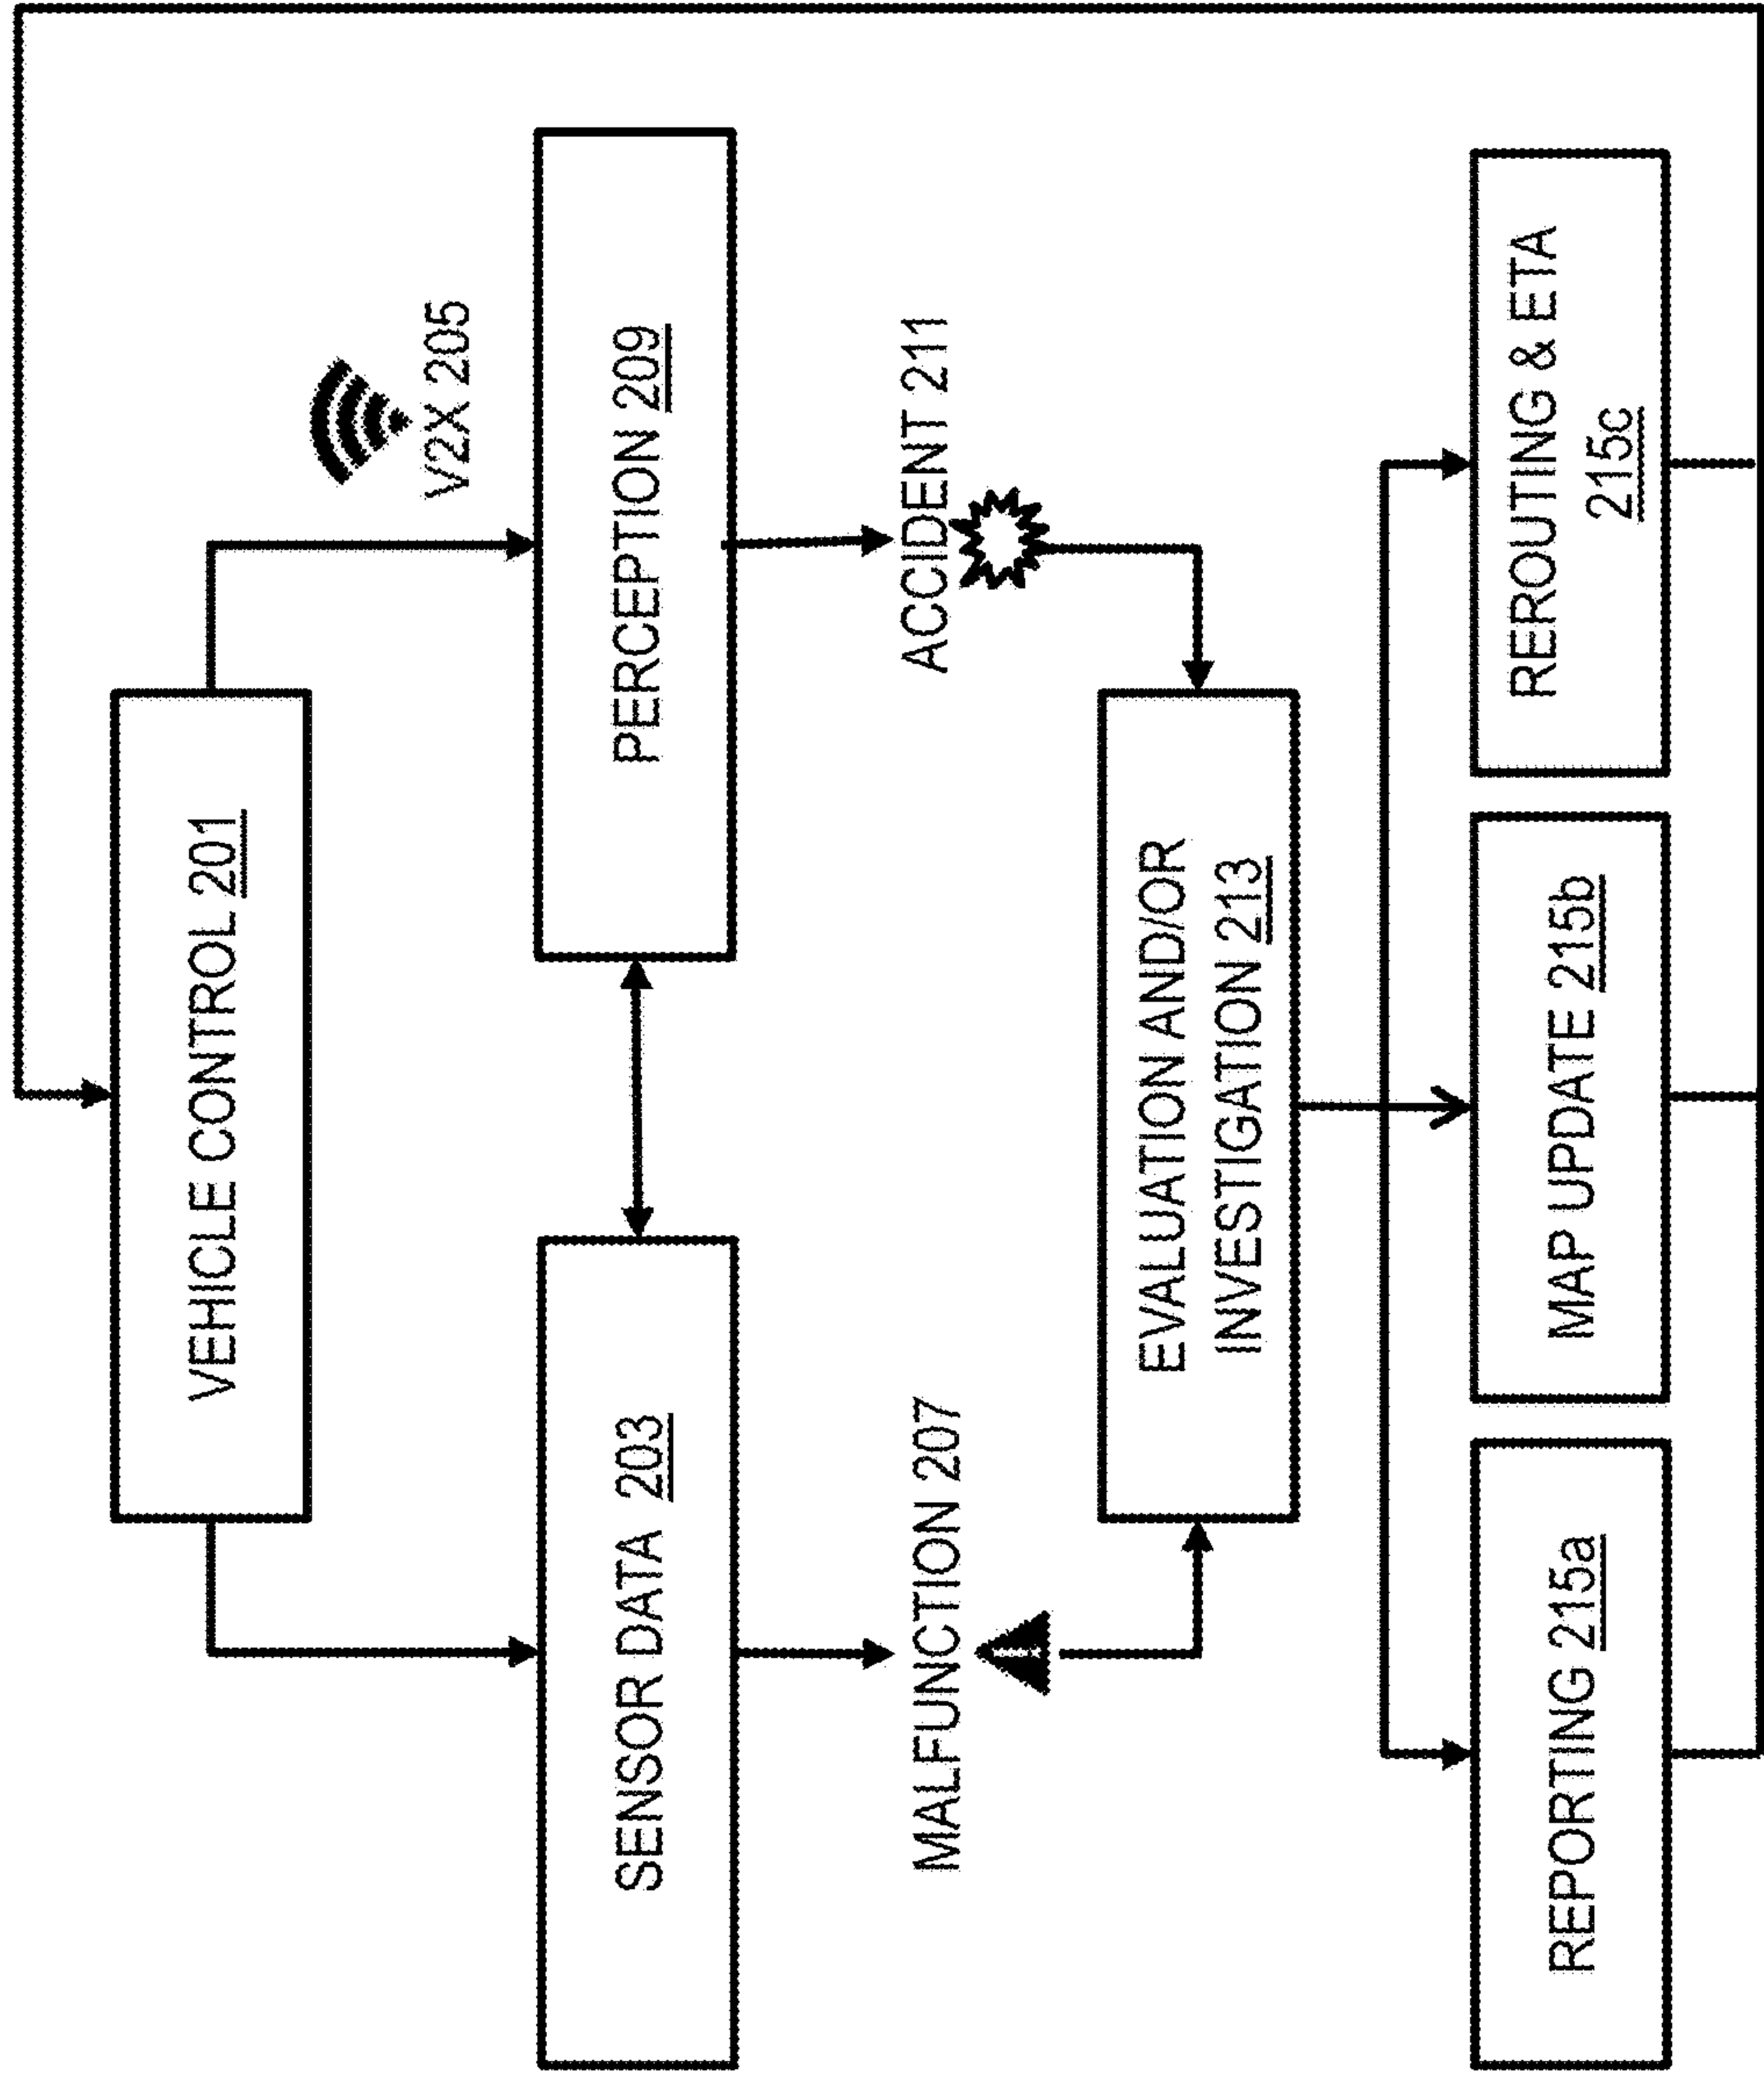 VEHICLE CONTROL 201
V2X 205
SENSOR DATA 203
PERCEPTION 209
MALFUNCTION 207
ACCIDENT 211
EVALUATION AND/OR
INVESTIGATION 213
REPORTING 215a
MAP UPDATE 215b
REROUTING & ETA
215c